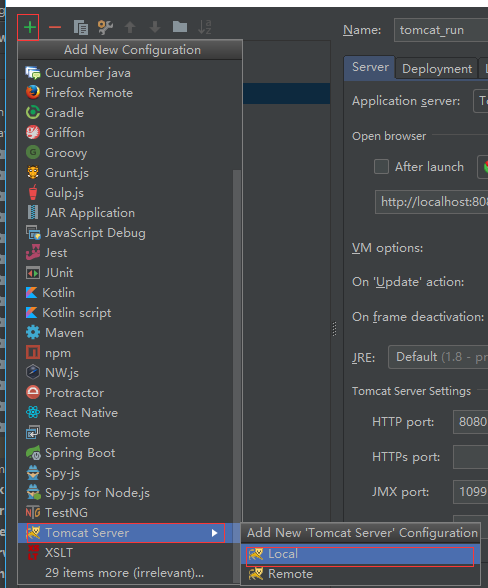 Add New Configuration
Cucumber java
Firefox Remote
Gradle
Griffon
Groovy
Grunt.js
Gulp.js
JAR Application
JavaScript Debug
Jest
JUnit
Kotlin
Kotlin script
Maven
npm
NW.js
Protractor
React Native
Remote
Spring Boot
Spy-js
Spy-js for Node.js
TestNG
Tomcat Server
XSLT
29 items more (irrelevant)...
Add New 'Tomcat Server' Configuration
Local
Remote
Name: tomcat_run
Server Deployment
Application server:
Open browser
After launch
http://localhost:808
VM options:
On 'Update' action:
On frame deactivation:
JRE: Default (1.8 - pr
Tomcat Server Settings
HTTP port: 8080
HTTPs port:
JMX port: 1099